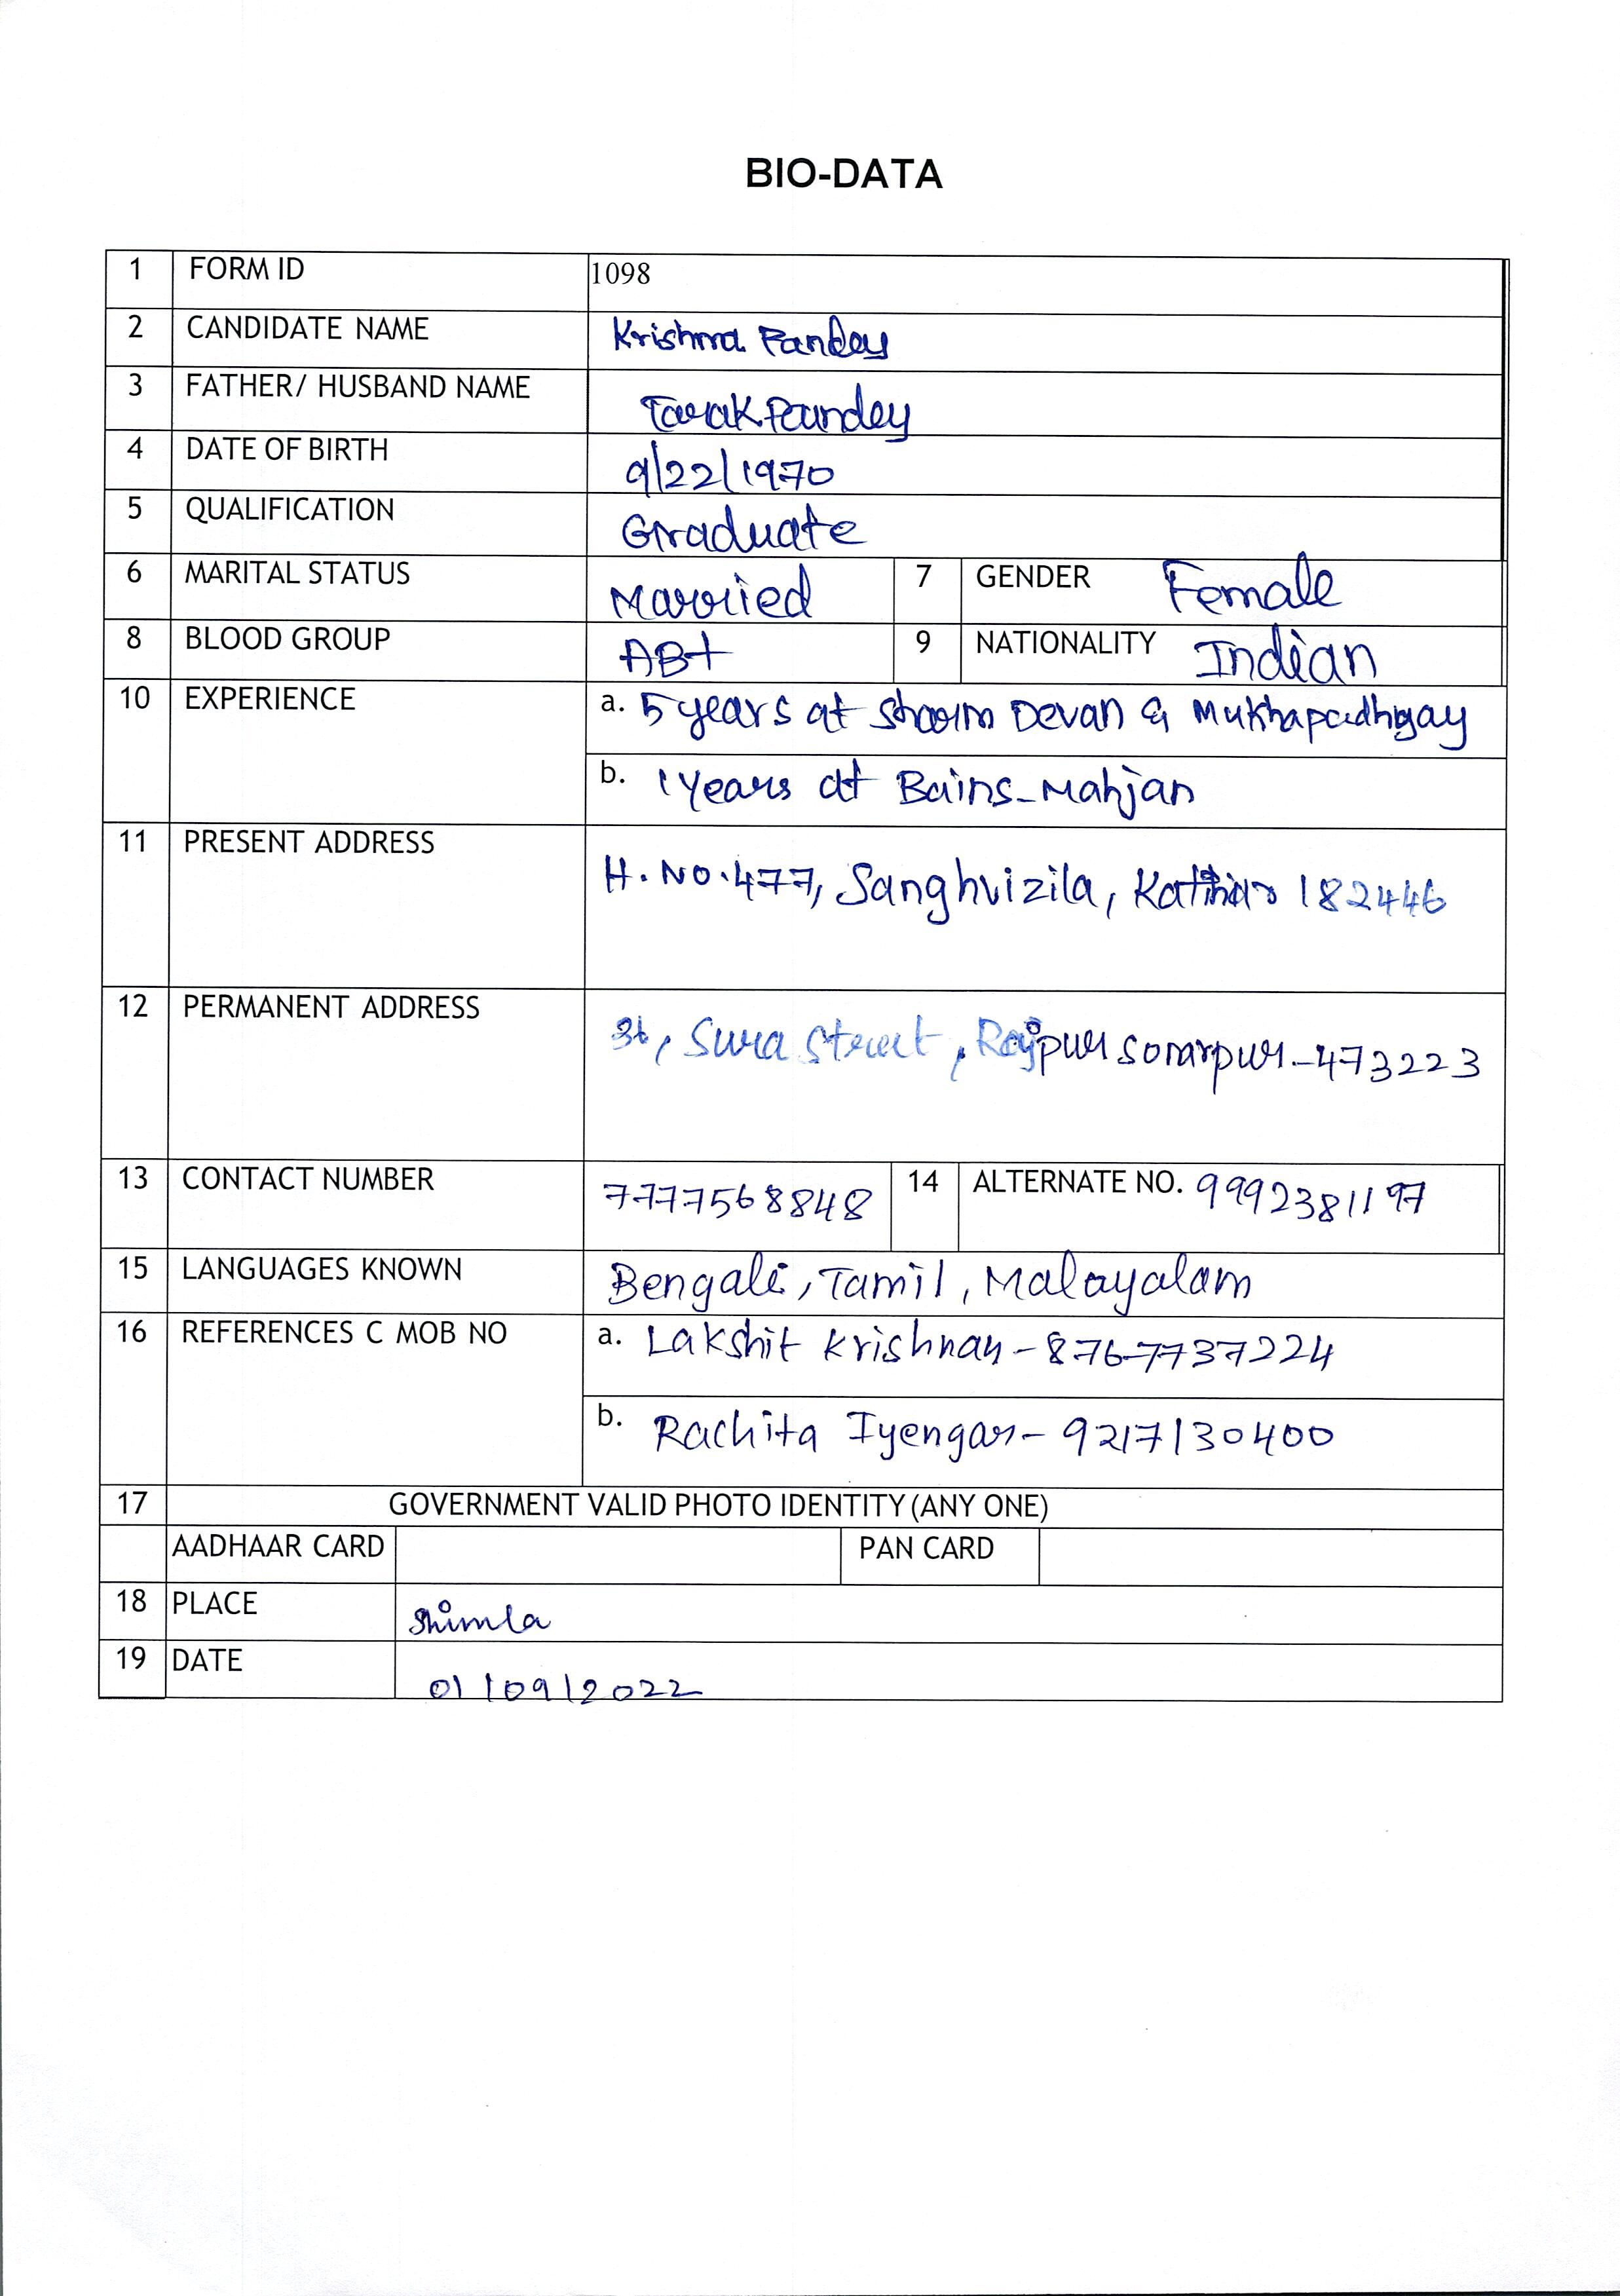 BIO-DATA
1 FORM ID 1098
2 CANDIDATE NAME Krishna Pandey
3 FATHER/ HUSBAND NAME Tarak Pandey
4 DATE OF BIRTH 9/22/1970
5 QUALIFICATION Graduate
6 MARITAL STATUS Married 7 GENDER Female
8 BLOOD GROUP AB+ 9 NATIONALITY Indian
10 EXPERIENCE a. 5 years at Devan & Mukhapadhyay
b. 1 years at Bains-Mahjan
11 PRESENT ADDRESS H.NO.477, Sanghvizila, Katihar 182446
12 PERMANENT ADDRESS Sura Street, Rajpur sonarpur-473223
13 CONTACT NUMBER 7777568848 14 ALTERNATE NO. 9992381197
15 LANGUAGES KNOWN Bengali, Tamil, Malayalam
16 REFERENCES C MOB NO a. Lakshit Krishnan-8767737224
b. Rachita Iyengar-9217130400
17 GOVERNMENT VALID PHOTO IDENTITY (ANY ONE)
AADHAAR CARD PAN CARD
18 PLACE Shimla
19 DATE 01/09/2022